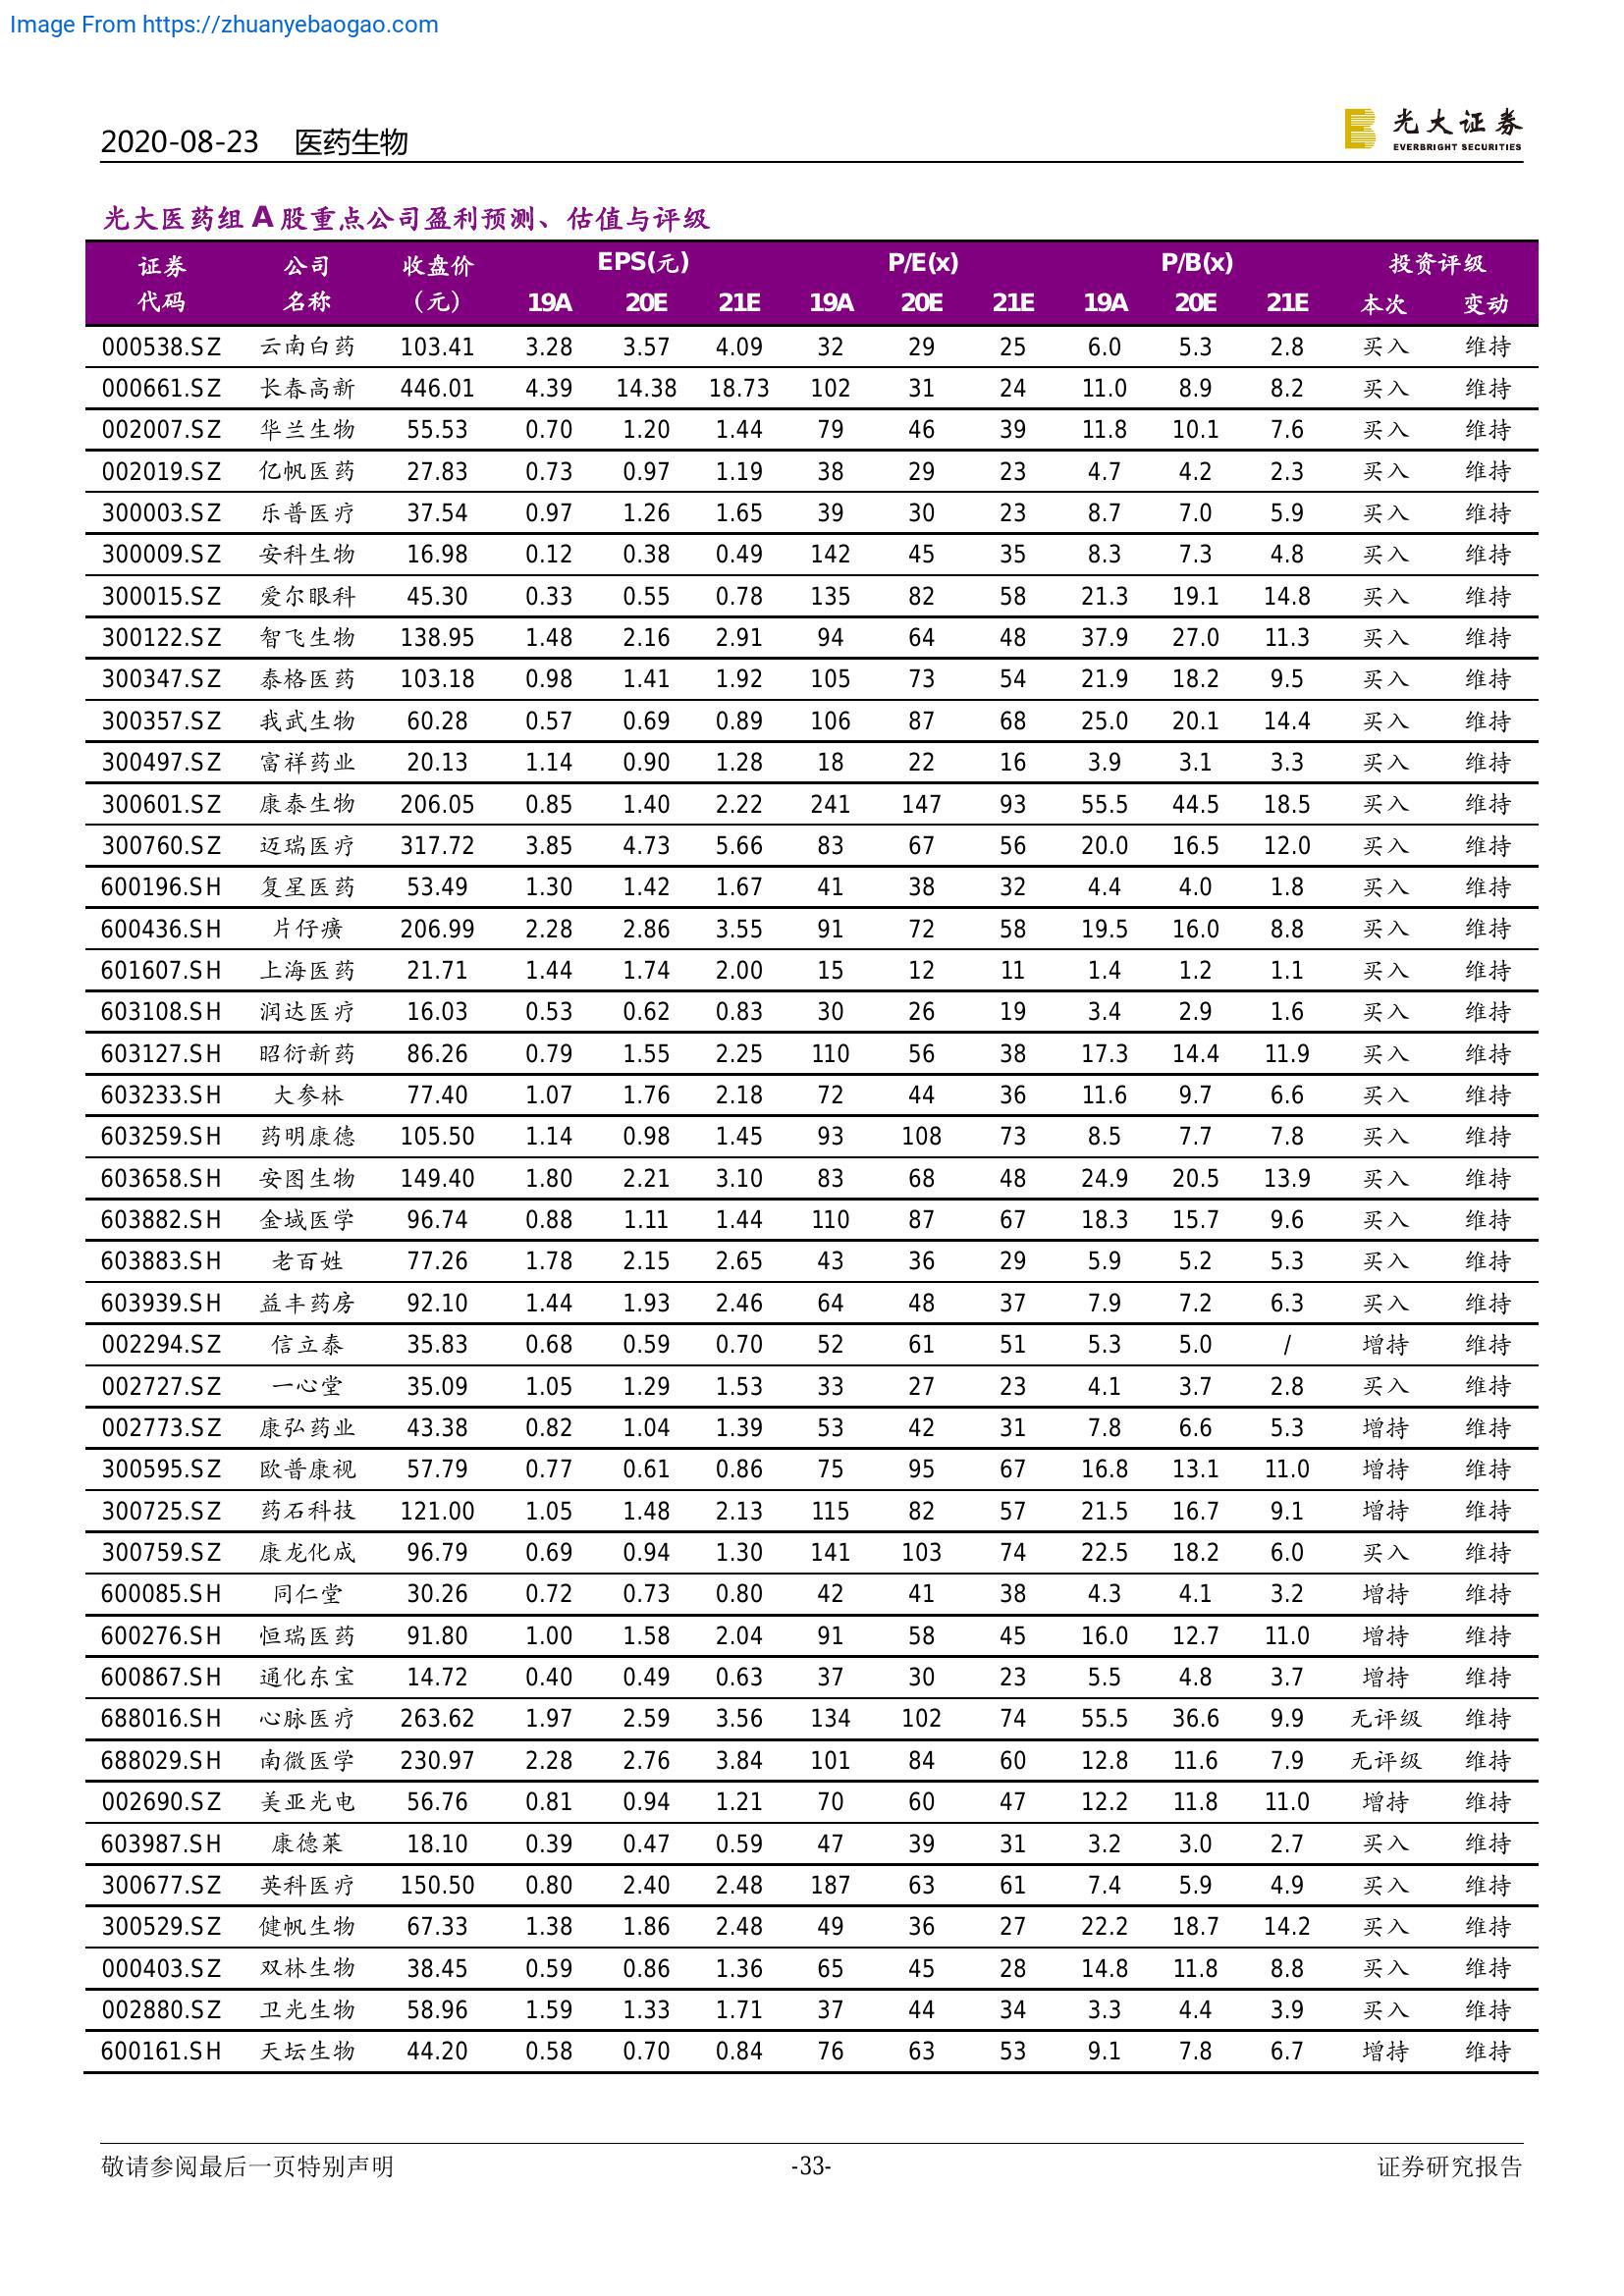 Image From https://zhuanyebaogao.com
2020-08-23 医药生物
光大证券
EVERBRIGHT SECURITIES
光大医药组 A 股重点公司盈利预测、估值与评级
证券 公司 收盘价 EPS(元) P/E(x) P/B(x) 投资评级
代码 名称 （元） 19A 20E 21E 19A 20E 21E 19A 20E 21E 本次 变动
000538.SZ 云南白药 103.41 3.28 3.57 4.09 32 29 25 6.0 5.3 2.8 买入 维持
000661.SZ 长春高新 446.01 4.39 14.38 18.73 102 31 24 11.0 8.9 8.2 买入 维持
002007.SZ 华兰生物 55.53 0.70 1.20 1.44 79 46 39 11.8 10.1 7.6 买入 维持
002019.SZ 亿帆医药 27.83 0.73 0.97 1.19 38 29 23 4.7 4.2 2.3 买入 维持
300003.SZ 乐普医疗 37.54 0.97 1.26 1.65 39 30 23 8.7 7.0 5.9 买入 维持
300009.SZ 安科生物 16.98 0.12 0.38 0.49 142 45 35 8.3 7.3 4.8 买入 维持
300015.SZ 爱尔眼科 45.30 0.33 0.55 0.78 135 82 58 21.3 19.1 14.8 买入 维持
300122.SZ 智飞生物 138.95 1.48 2.16 2.91 94 64 48 37.9 27.0 11.3 买入 维持
300347.SZ 泰格医药 103.18 0.98 1.41 1.92 105 73 54 21.9 18.2 9.5 买入 维持
300357.SZ 我武生物 60.28 0.57 0.69 0.89 106 87 68 25.0 20.1 14.4 买入 维持
300497.SZ 富祥药业 20.13 1.14 0.90 1.28 18 22 16 3.9 3.1 3.3 买入 维持
300601.SZ 康泰生物 206.05 0.85 1.40 2.22 241 147 93 55.5 44.5 18.5 买入 维持
300760.SZ 迈瑞医疗 317.72 3.85 4.73 5.66 83 67 56 20.0 16.5 12.0 买入 维持
600196.SH 复星医药 53.49 1.30 1.42 1.67 41 38 32 4.4 4.0 1.8 买入 维持
600436.SH 片仔癀 206.99 2.28 2.86 3.55 91 72 58 19.5 16.0 8.8 买入 维持
601607.SH 上海医药 21.71 1.44 1.74 2.00 15 12 11 1.4 1.2 1.1 买入 维持
603108.SH 润达医疗 16.03 0.53 0.62 0.83 30 26 19 3.4 2.9 1.6 买入 维持
603127.SH 昭衍新药 86.26 0.79 1.55 2.25 110 56 38 17.3 14.4 11.9 买入 维持
603233.SH 大参林 77.40 1.07 1.76 2.18 72 44 36 11.6 9.7 6.6 买入 维持
603259.SH 药明康德 105.50 1.14 0.98 1.45 93 108 73 8.5 7.7 7.8 买入 维持
603658.SH 安图生物 149.40 1.80 2.21 3.10 83 68 48 24.9 20.5 13.9 买入 维持
603882.SH 金域医学 96.74 0.88 1.11 1.44 110 87 67 18.3 15.7 9.6 买入 维持
603883.SH 老百姓 77.26 1.78 2.15 2.65 43 36 29 5.9 5.2 5.3 买入 维持
603939.SH 益丰药房 92.10 1.44 1.93 2.46 64 48 37 7.9 7.2 6.3 买入 维持
002294.SZ 信立泰 35.83 0.68 0.59 0.70 52 61 51 5.3 5.0 / 增持 维持
002727.SZ 一心堂 35.09 1.05 1.29 1.53 33 27 23 4.1 3.7 2.8 买入 维持
002773.SZ 康弘药业 43.38 0.82 1.04 1.39 53 42 31 7.8 6.6 5.3 增持 维持
300595.SZ 欧普康视 57.79 0.77 0.61 0.86 75 95 67 16.8 13.1 11.0 增持 维持
300725.SZ 药石科技 121.00 1.05 1.48 2.13 115 82 57 21.5 16.7 9.1 增持 维持
300759.SZ 康龙化成 96.79 0.69 0.94 1.30 141 103 74 22.5 18.2 6.0 买入 维持
600085.SH 同仁堂 30.26 0.72 0.73 0.80 42 41 38 4.3 4.1 3.2 增持 维持
600276.SH 恒瑞医药 91.80 1.00 1.58 2.04 91 58 45 16.0 12.7 11.0 增持 维持
600867.SH 通化东宝 14.72 0.40 0.49 0.63 37 30 23 5.5 4.8 3.7 增持 维持
688016.SH 心脉医疗 263.62 1.97 2.59 3.56 134 102 74 55.5 36.6 9.9 无评级 维持
688029.SH 南微医学 230.97 2.28 2.76 3.84 101 84 60 12.8 11.6 7.9 无评级 维持
002690.SZ 美亚光电 56.76 0.81 0.94 1.21 70 60 47 12.2 11.8 11.0 增持 维持
603987.SH 康德莱 18.10 0.39 0.47 0.59 47 39 31 3.2 3.0 2.7 买入 维持
300677.SZ 英科医疗 150.50 0.80 2.40 2.48 187 63 61 7.4 5.9 4.9 买入 维持
300529.SZ 健帆生物 67.33 1.38 1.86 2.48 49 36 27 22.2 18.7 14.2 买入 维持
000403.SZ 双林生物 38.45 0.59 0.86 1.36 65 45 28 14.8 11.8 8.8 买入 维持
002880.SZ 卫光生物 58.96 1.59 1.33 1.71 37 44 34 3.3 4.4 3.9 买入 维持
600161.SH 天坛生物 44.20 0.58 0.70 0.84 76 63 53 9.1 7.8 6.7 增持 维持
敬请参阅最后一页特别声明 -33- 证券研究报告